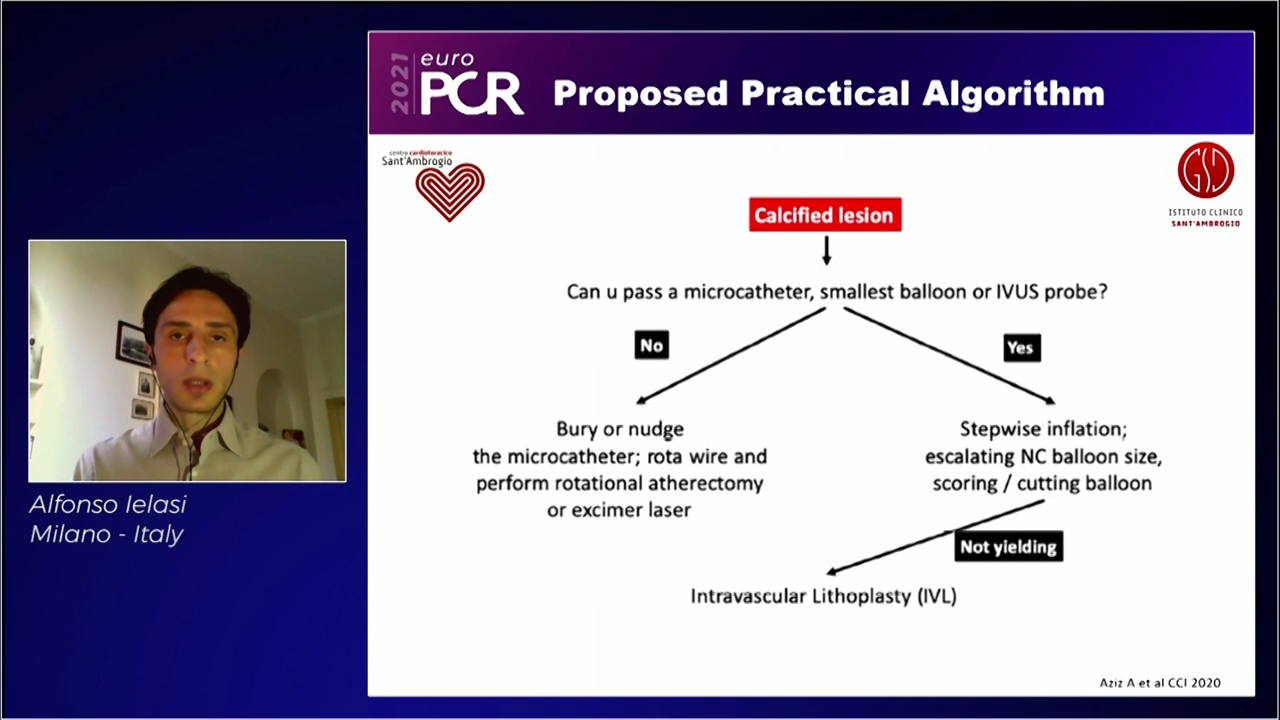 2021
euro
PCR
Proposed Practical Algorithm
centro cardiotoracico
Sant'Ambrogio
GSD
ISTITUTO CLINICO
SANT'AMBROGIO
Calcified lesion
Can u pass a microcatheter, smallest balloon or IVUS probe?
No
Yes
Bury or nudge
the microcatheter; rota wire and
perform rotational atherectomy
or excimer laser
Stepwise inflation;
escalating NC balloon size,
scoring / cutting balloon
Not yielding
Intravascular Lithoplasty (IVL)
Aziz A et al CCI 2020
Alfonso Ielasi
Milano - Italy